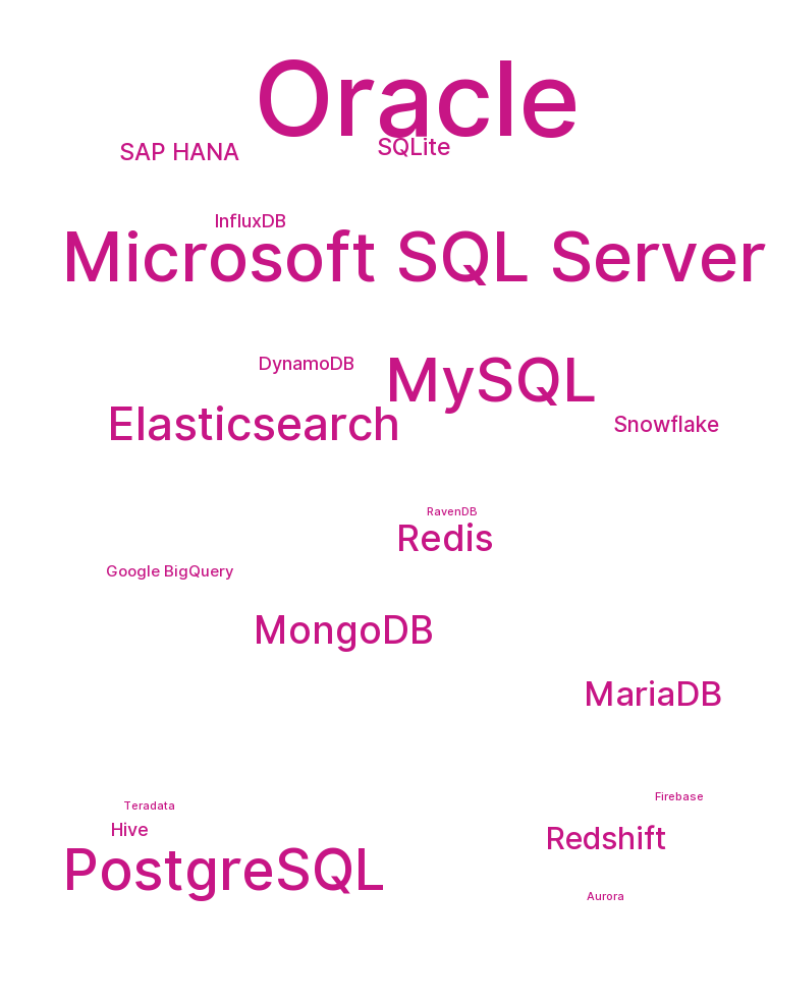 Oracle
SQLite
SAP HANA
InfluxDB
Microsoft SQL Server
DynamoDB
MySQL
Elasticsearch
Snowflake
RavenDB
Redis
Google BigQuery
MongoDB
MariaDB
Firebase
Teradata
Hive
Redshift
PostgreSQL
Aurora